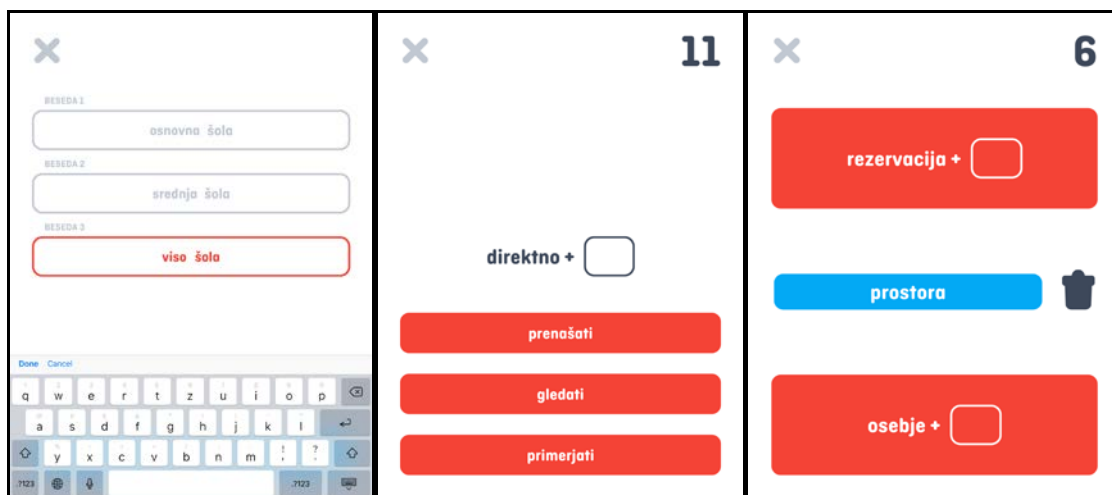 BESEDA 1
osnovna šola
BESEDA 2
srednja šola
BESEDA 3
viso šola
Done Cancel
q w e r t z u i o p
a s d f g h j k l
y x c v b n m ! , ? .
.?123 .?123
11
direktno +
prenašati
gledati
primerjati
6
rezervacija +
prostora
osebje +